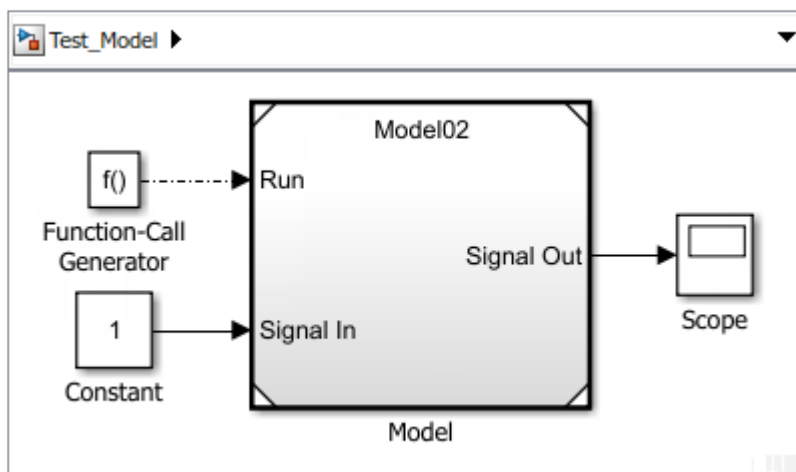 Test_Model
Model02
f()
Run
Function-Call
Generator
Signal Out
1
Signal In
Scope
Constant
Model